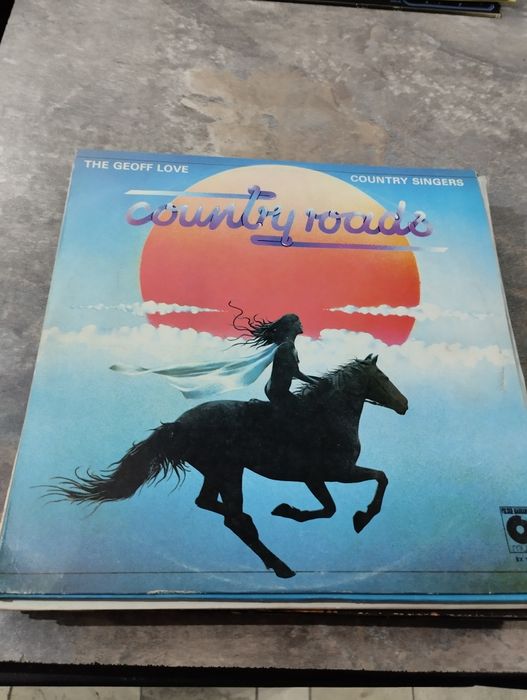 THE GEOFF LOVE
COUNTRY SINGERS
country roads